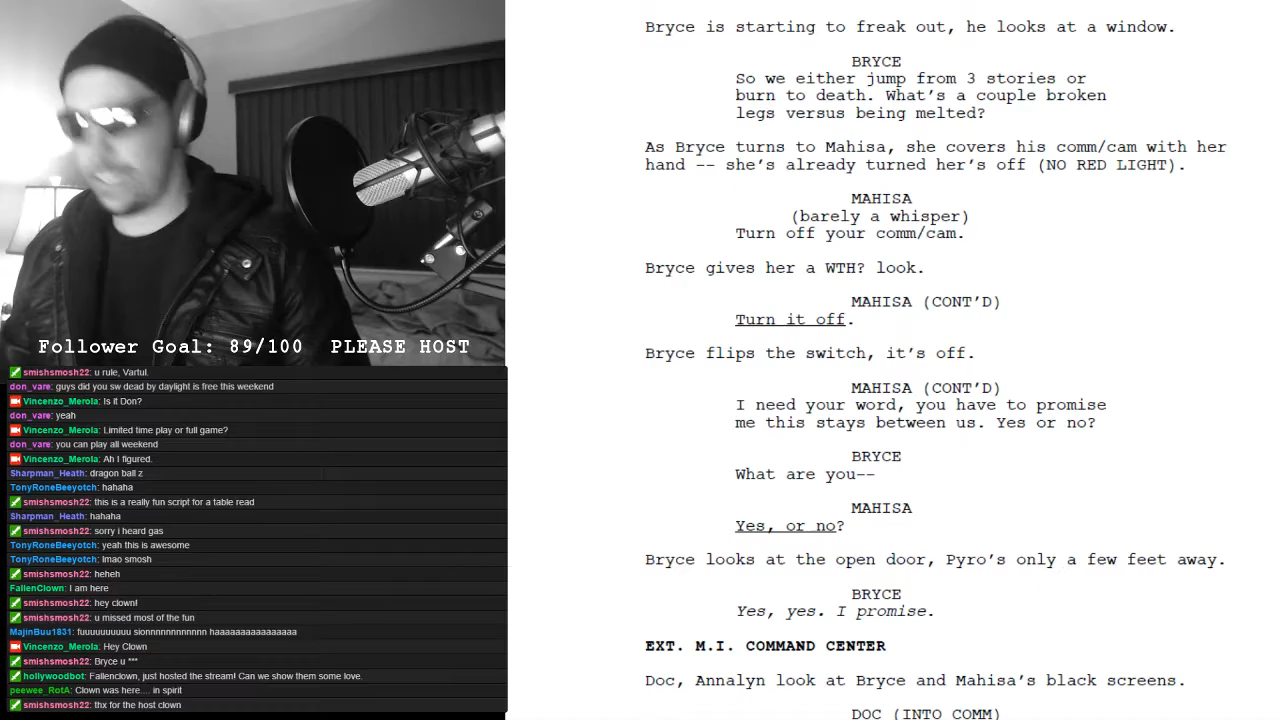 Bryce is starting to freak out, he looks at a window.
BRYCE
So we either jump from 3 stories or
burn to death. What's a couple broken
legs versus being melted?
As Bryce turns to Mahisa, she covers his comm/cam with her
hand -- she's already turned her's off (NO RED LIGHT).
MAHISA
(barely a whisper)
Turn off your comm/cam.
Bryce gives her a WTH? look.
MAHISA (CONT'D)
Turn it off.
Bryce flips the switch, it's off.
MAHISA (CONT'D)
I need your word, you have to promise
me this stays between us. Yes or no?
BRYCE
What are you--
MAHISA
Yes, or no?
Bryce looks at the open door, Pyro's only a few feet away.
BRYCE
Yes, yes. I promise.
EXT. M.I. COMMAND CENTER
Doc, Annalyn look at Bryce and Mahisa's black screens.
DOC (INTO COMM)
Follower Goal: 89/100 PLEASE HOST
smishsmosh22: u rule, Vartul.
don_vare: guys did you sw dead by daylight is free this weekend
Vincenzo_Merola: Is it Don?
don_vare: yeah
Vincenzo_Merola: Limited time play or full game?
don_vare: you can play all weekend
Vincenzo_Merola: Ah I figured.
Sharpman_Heath: dragon ball z
TonyRoneBeeyotch: hahaha
smishsmosh22: this is a really fun script for a table read
Sharpman_Heath: hahaha
smishsmosh22: sorry i heard gas
TonyRoneBeeyotch: yeah this is awesome
TonyRoneBeeyotch: lmao smosh
smishsmosh22: heheh
FallenClown: I am here
smishsmosh22: hey clown!
smishsmosh22: u missed most of the fun
MajinBuu1831: fuuuuuuuuuu sionnnnnnnnnnnn haaaaaaaaaaaaaaa
Vincenzo_Merola: Hey Clown
smishsmosh22: Bryce u ***
hollywoodbot: Fallenclown, just hosted the stream! Can we show them some love.
peewee_RotA: Clown was here.... in spirit
smishsmosh22: thx for the host clown